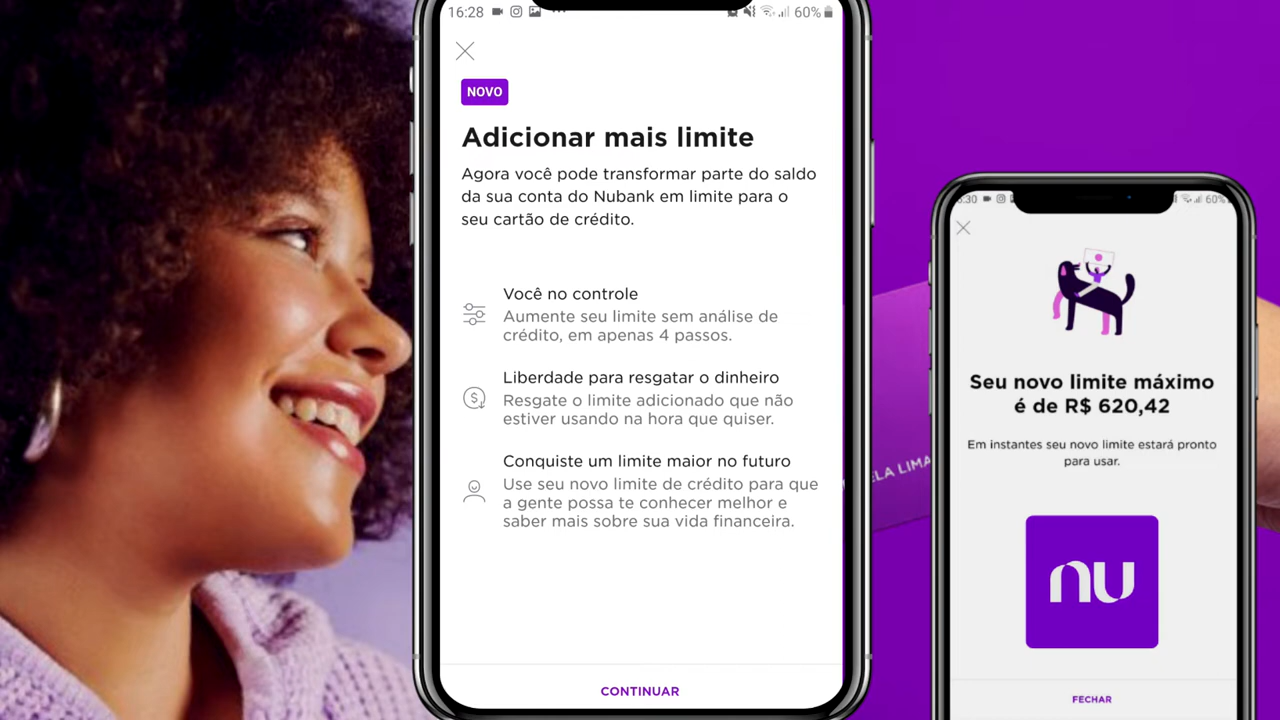 16:28
60%
NOVO
Adicionar mais limite
Agora você pode transformar parte do saldo
da sua conta do Nubank em limite para o
seu cartão de crédito.
Você no controle
Aumente seu limite sem análise de
crédito, em apenas 4 passos.
Liberdade para resgatar o dinheiro
Resgate o limite adicionado que não
estiver usando na hora que quiser.
Conquiste um limite maior no futuro
Use seu novo limite de crédito para que
a gente possa te conhecer melhor e
saber mais sobre sua vida financeira.
CONTINUAR
ELA LIMA
60%
Seu novo limite máximo
é de R$ 620,42
Em instantes seu novo limite estará pronto
para usar.
nu
FECHAR